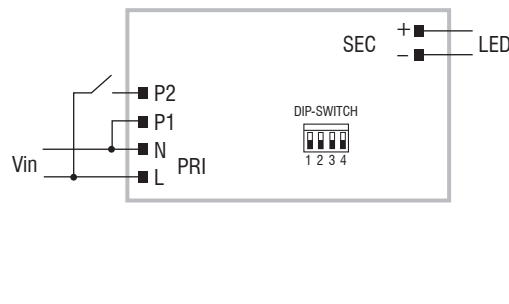 +
SEC
LED
–
P2
DIP-SWITCH
P1
N
Vin
PRI
1 2 3 4
L